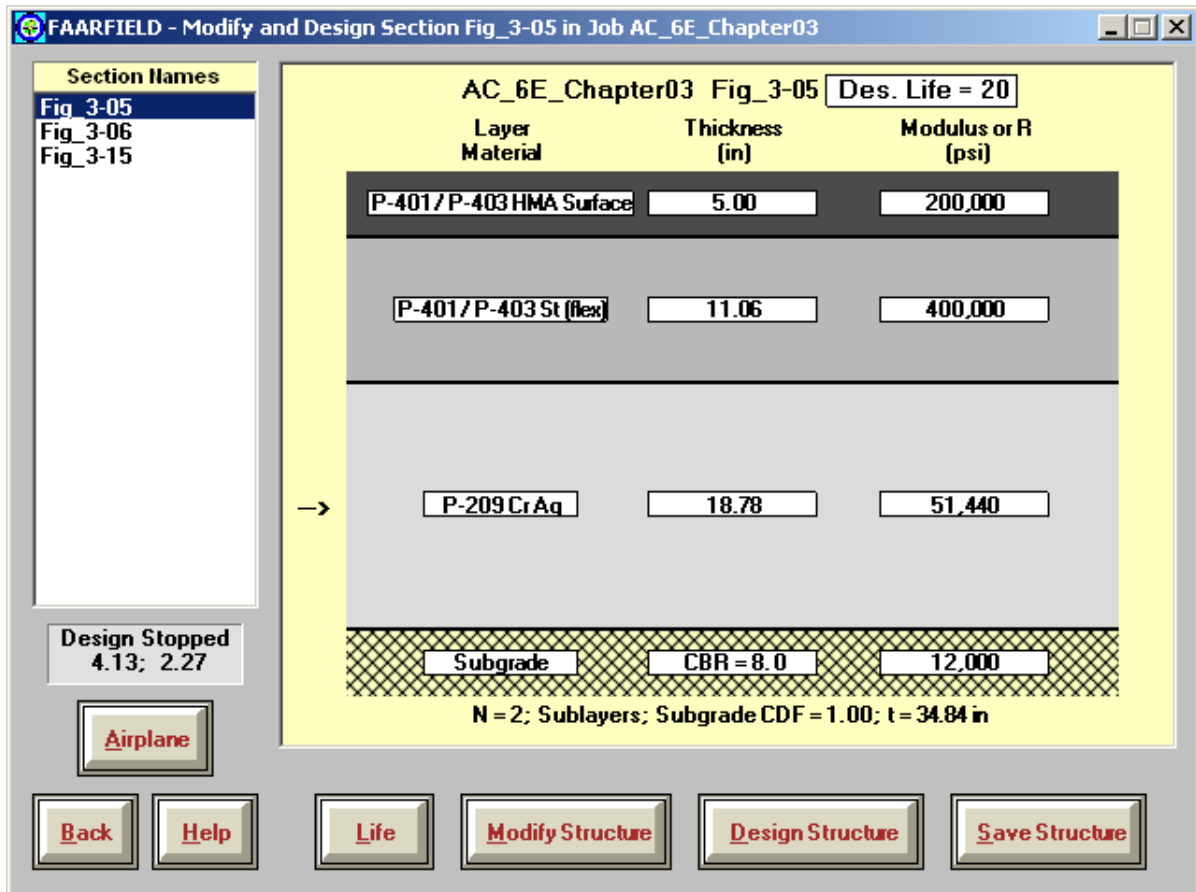 FAARFIELD - Modify and Design Section Fig_3-05 in Job AC_6E_Chapter03
Section Names
Fig_3-05
Fig_3-06
Fig_3-15
Design Stopped
4.13; 2.27
AC_6E_Chapter03 Fig_3-05 Des. Life = 20
Layer Material Thickness (in) Modulus or R (psi)
P-401/ P-403 HMA Surface 5.00 200,000
P-401/ P-403 St (flex) 11.06 400,000
--> P-209 Cr Ag 18.78 51,440
Subgrade CBR = 8.0 12,000
N = 2; Sublayers; Subgrade CDF = 1.00; t = 34.84 in
Airplane
Back Help Life Modify Structure Design Structure Save Structure